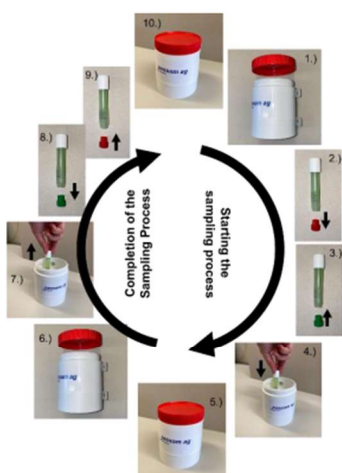 1.)
2.)
3.)
4.)
5.)
Starting the
sampling process
6.)
7.)
8.)
9.)
10.)
Completion of the
Sampling Process